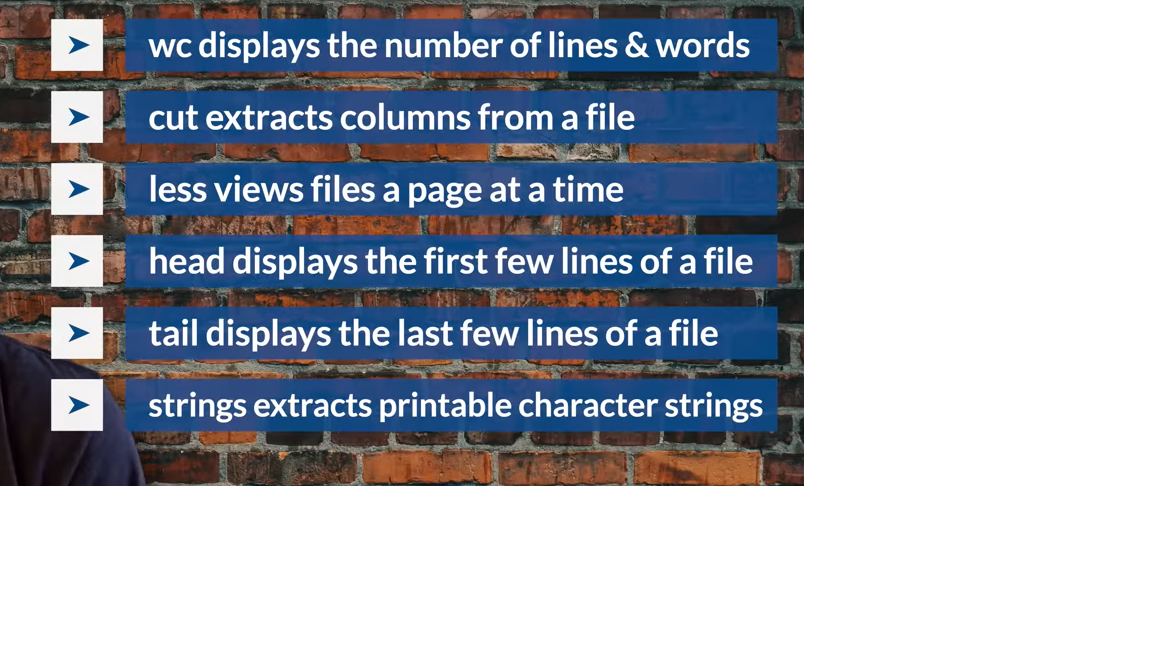 wc displays the number of lines & words
cut extracts columns from a file
less views files a page at a time
head displays the first few lines of a file
tail displays the last few lines of a file
strings extracts printable character strings